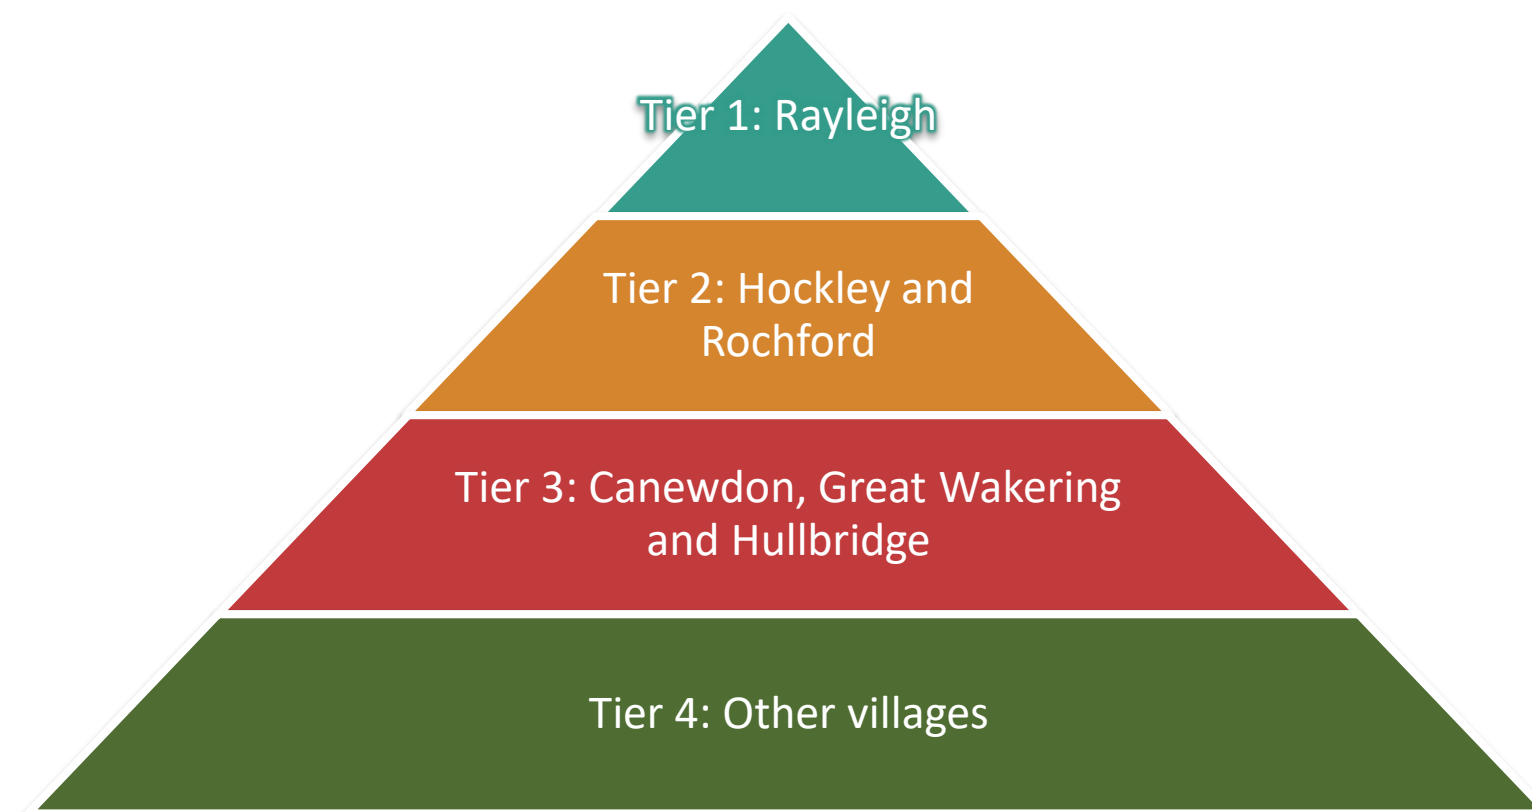 Tier 1: Rayleigh
Tier 2: Hockley and
Rochford
Tier 3: Canewdon, Great Wakering
and Hullbridge
Tier 4: Other villages